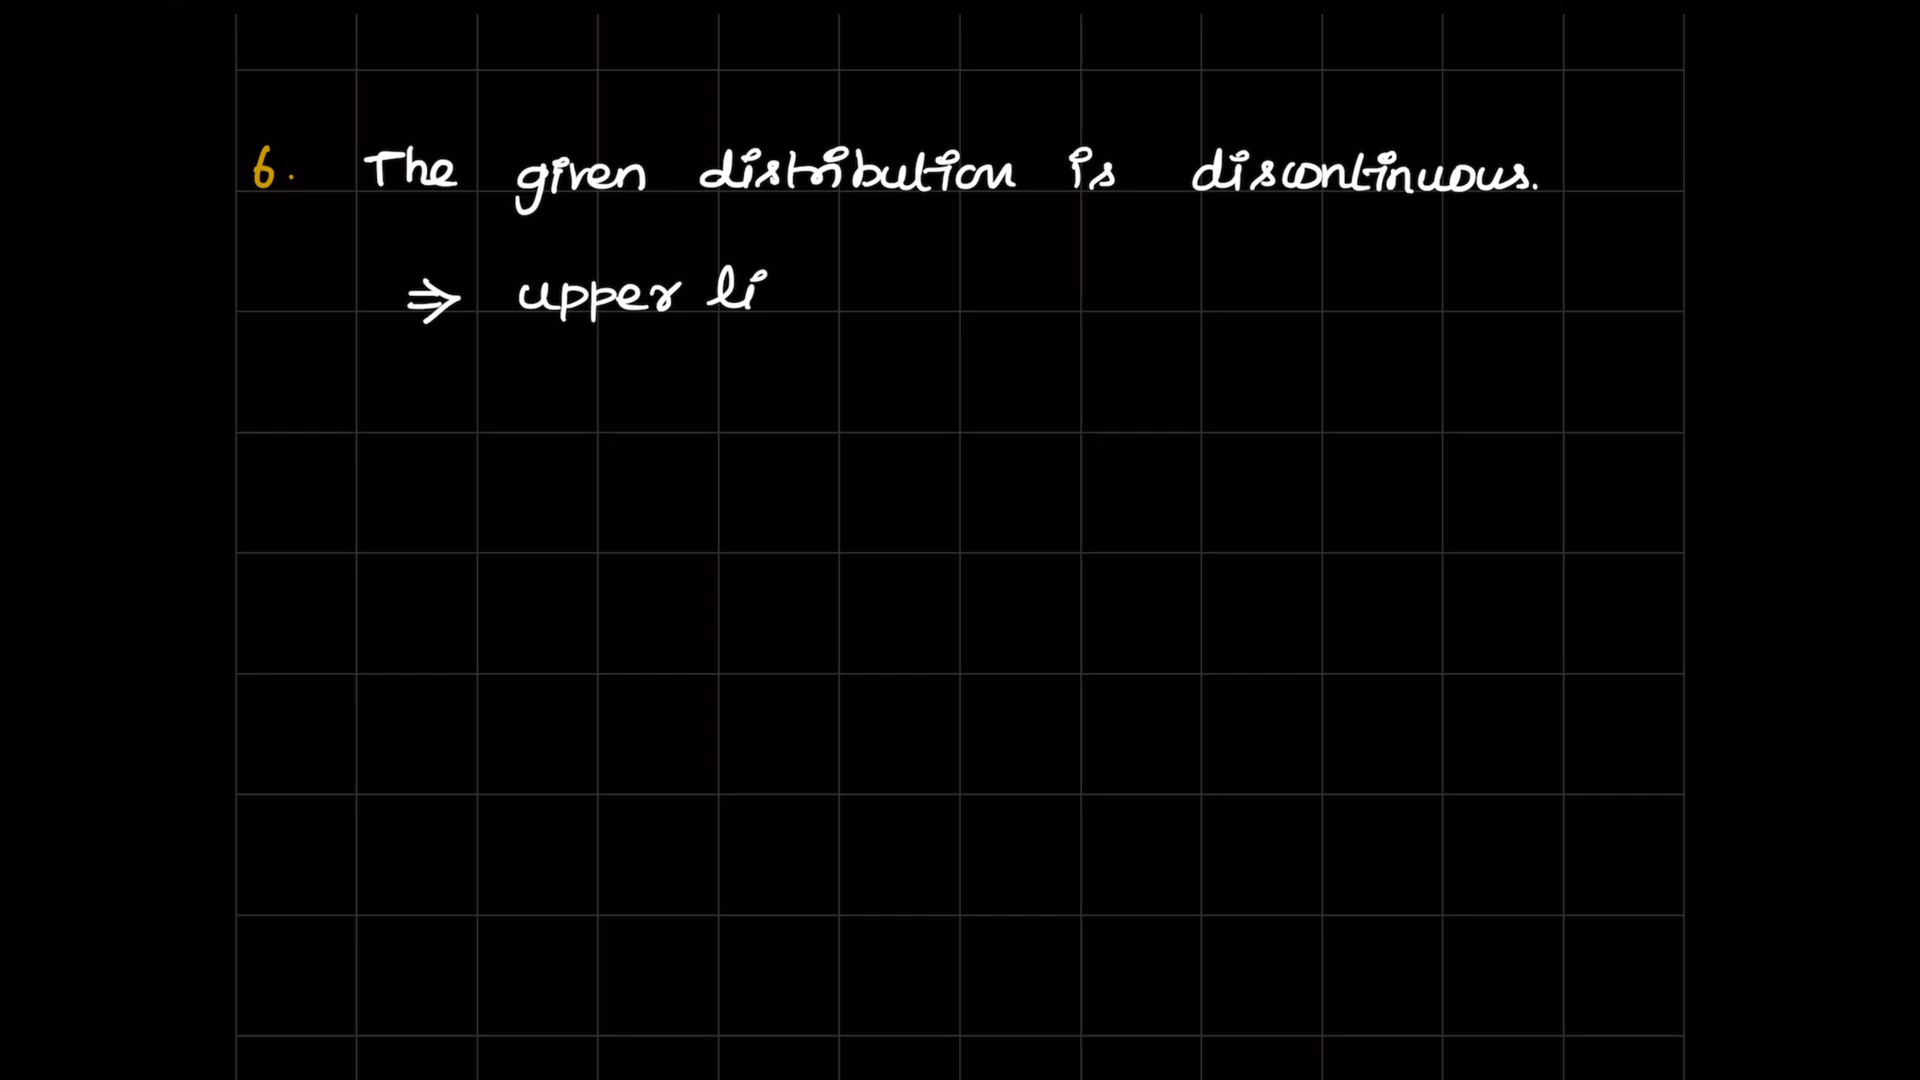 6. The given distribution is discontinuous.
⇒ upper li